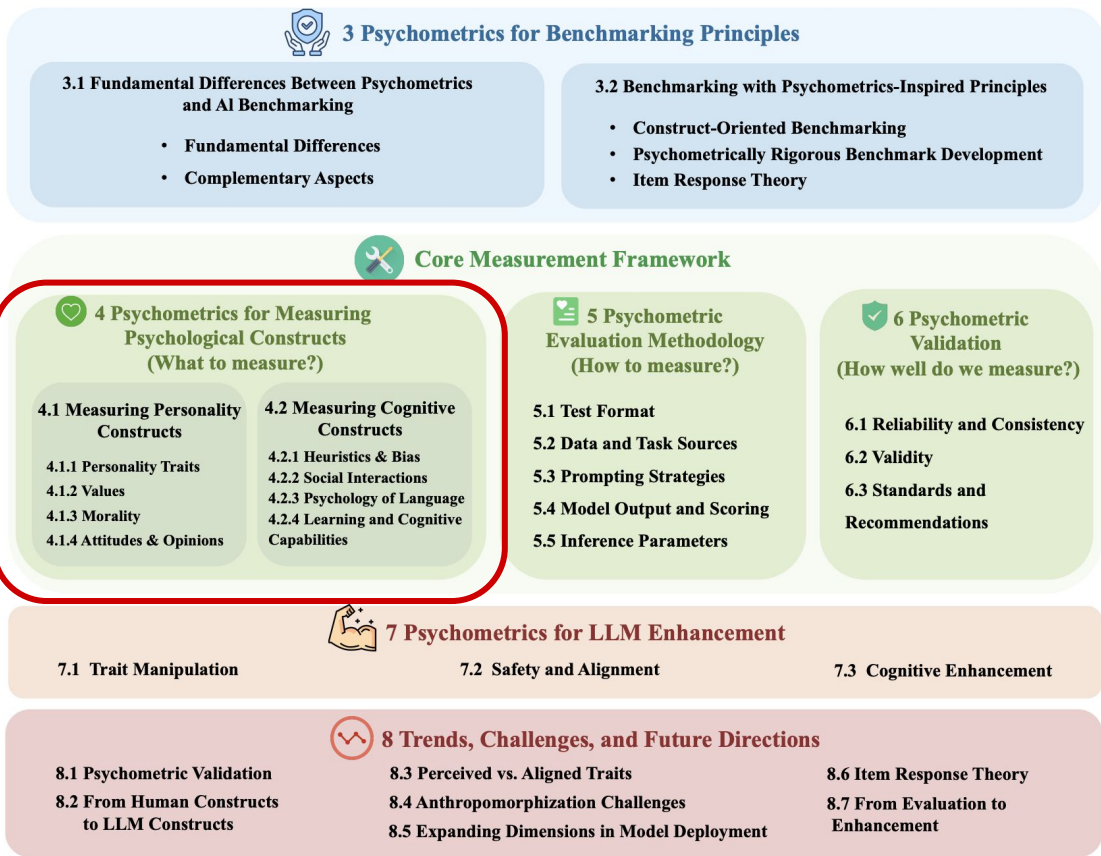 3 Psychometrics for Benchmarking Principles
3.1 Fundamental Differences Between Psychometrics
and AI Benchmarking
• Fundamental Differences
• Complementary Aspects
3.2 Benchmarking with Psychometrics-Inspired Principles
• Construct-Oriented Benchmarking
• Psychometrically Rigorous Benchmark Development
• Item Response Theory
Core Measurement Framework
4 Psychometrics for Measuring
Psychological Constructs
(What to measure?)
4.1 Measuring Personality
Constructs
4.1.1 Personality Traits
4.1.2 Values
4.1.3 Morality
4.1.4 Attitudes & Opinions
4.2 Measuring Cognitive
Constructs
4.2.1 Heuristics & Bias
4.2.2 Social Interactions
4.2.3 Psychology of Language
4.2.4 Learning and Cognitive
Capabilities
5 Psychometric
Evaluation Methodology
(How to measure?)
5.1 Test Format
5.2 Data and Task Sources
5.3 Prompting Strategies
5.4 Model Output and Scoring
5.5 Inference Parameters
6 Psychometric
Validation
(How well do we measure?)
6.1 Reliability and Consistency
6.2 Validity
6.3 Standards and
Recommendations
7 Psychometrics for LLM Enhancement
7.1 Trait Manipulation
7.2 Safety and Alignment
7.3 Cognitive Enhancement
8 Trends, Challenges, and Future Directions
8.1 Psychometric Validation
8.2 From Human Constructs
to LLM Constructs
8.3 Perceived vs. Aligned Traits
8.4 Anthropomorphization Challenges
8.5 Expanding Dimensions in Model Deployment
8.6 Item Response Theory
8.7 From Evaluation to
Enhancement